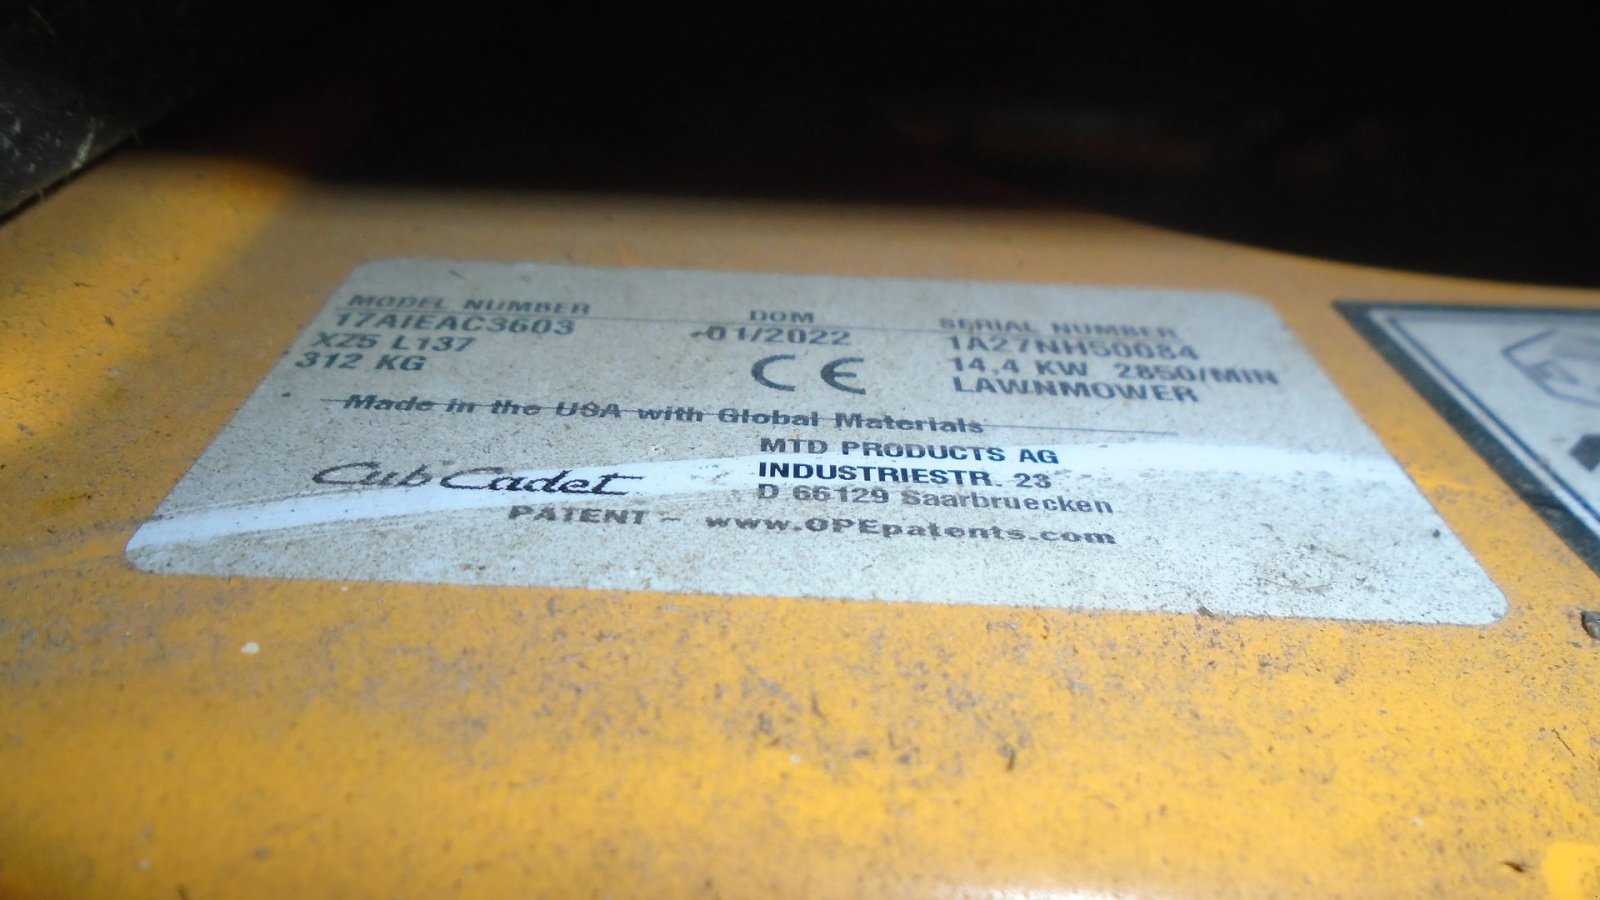 MODEL NUMBER DOM SERIAL NUMBER
17AIEAC3603 01/2022 1A27NH50084
XZ5 L137 CE 14,4 KW 2850/MIN
312 KG LAWNMOWER
Made in the USA with Global Materials
MTD PRODUCTS AG
Cub Cadet INDUSTRIESTR. 23
D 66129 Saarbruecken
PATENT - www.OPEpatents.com